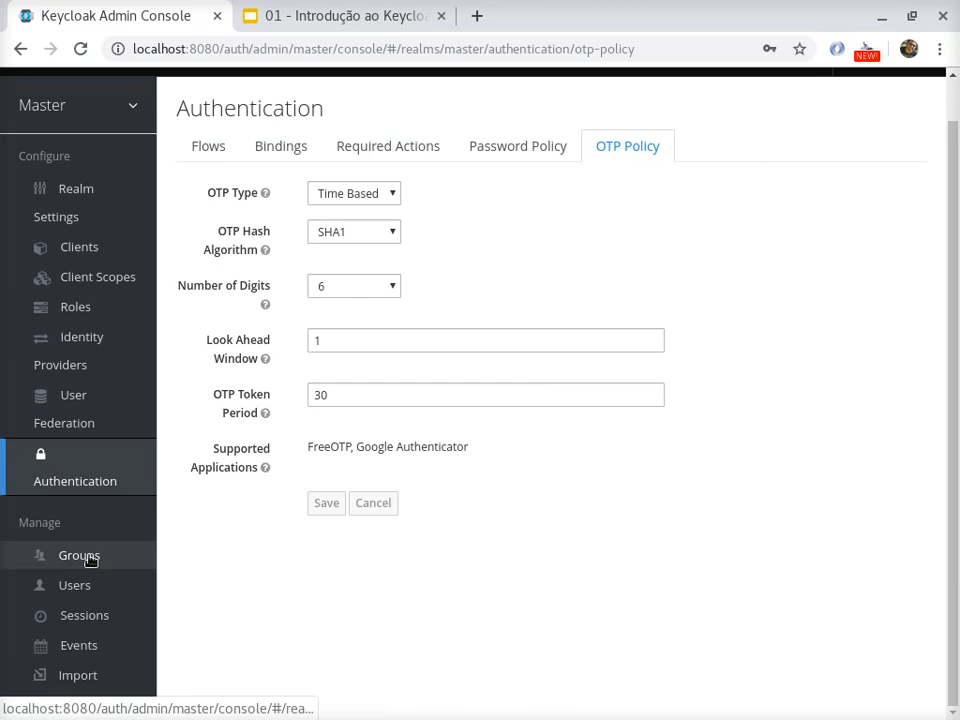 Keycloak Admin Console
01 - Introdução ao Keyclo
localhost:8080/auth/admin/master/console/#/realms/master/authentication/otp-policy
NEW!
Master
Authentication
Flows
Bindings
Required Actions
Password Policy
OTP Policy
Configure
Realm
Settings
Clients
Client Scopes
Roles
Identity
Providers
User
Federation
Authentication
Manage
Groups
Users
Sessions
Events
Import
OTP Type
Time Based
OTP Hash
Algorithm
SHA1
Number of Digits
6
Look Ahead
Window
1
OTP Token
Period
30
Supported
Applications
FreeOTP, Google Authenticator
Save
Cancel
localhost:8080/auth/admin/master/console/#/rea...